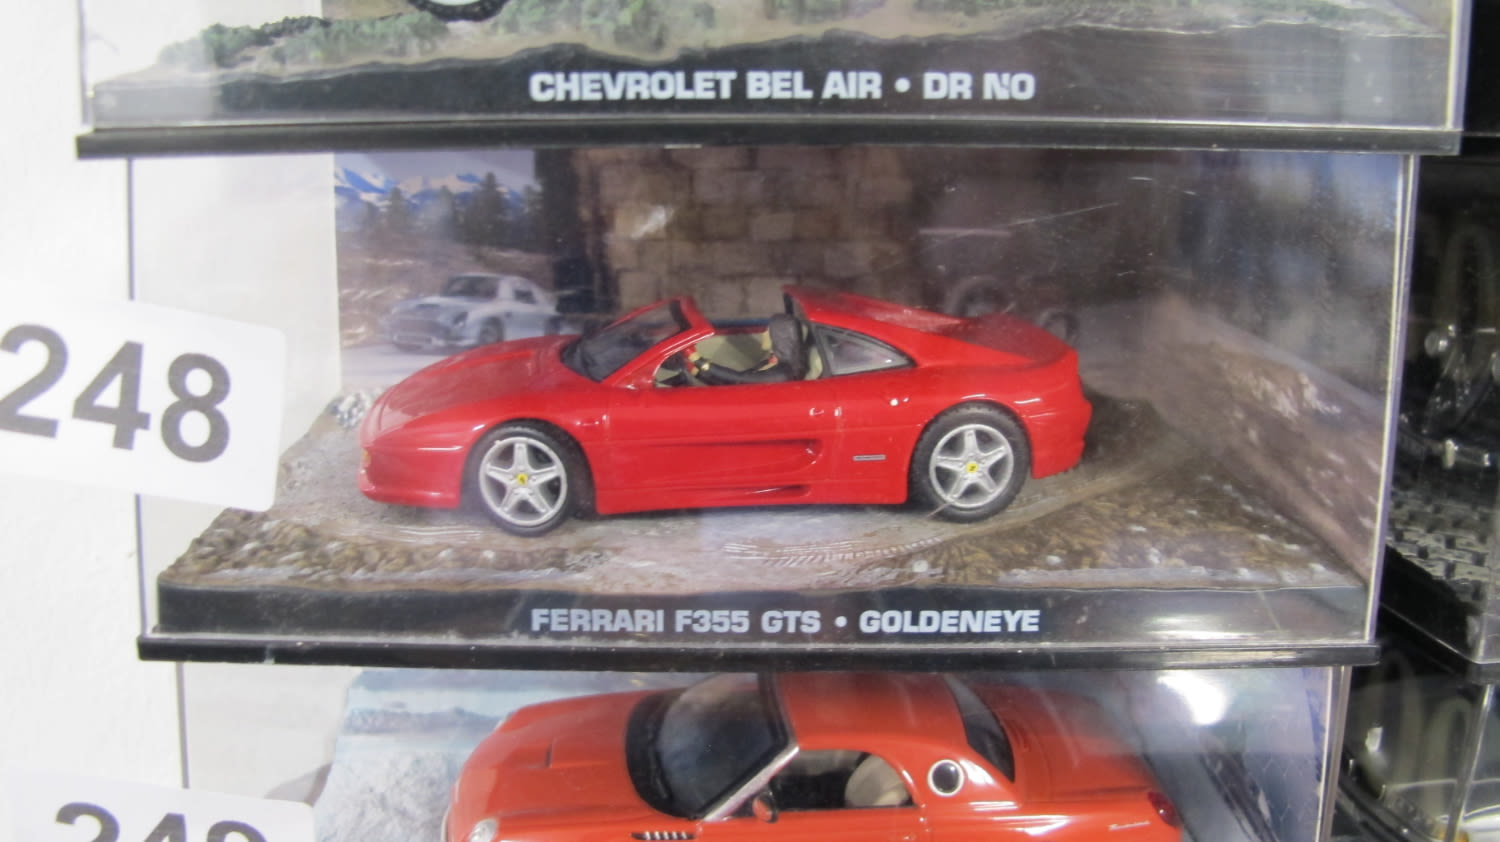 CHEVROLET BEL AIR • DR NO
248
FERRARI F355 GTS • GOLDENEYE